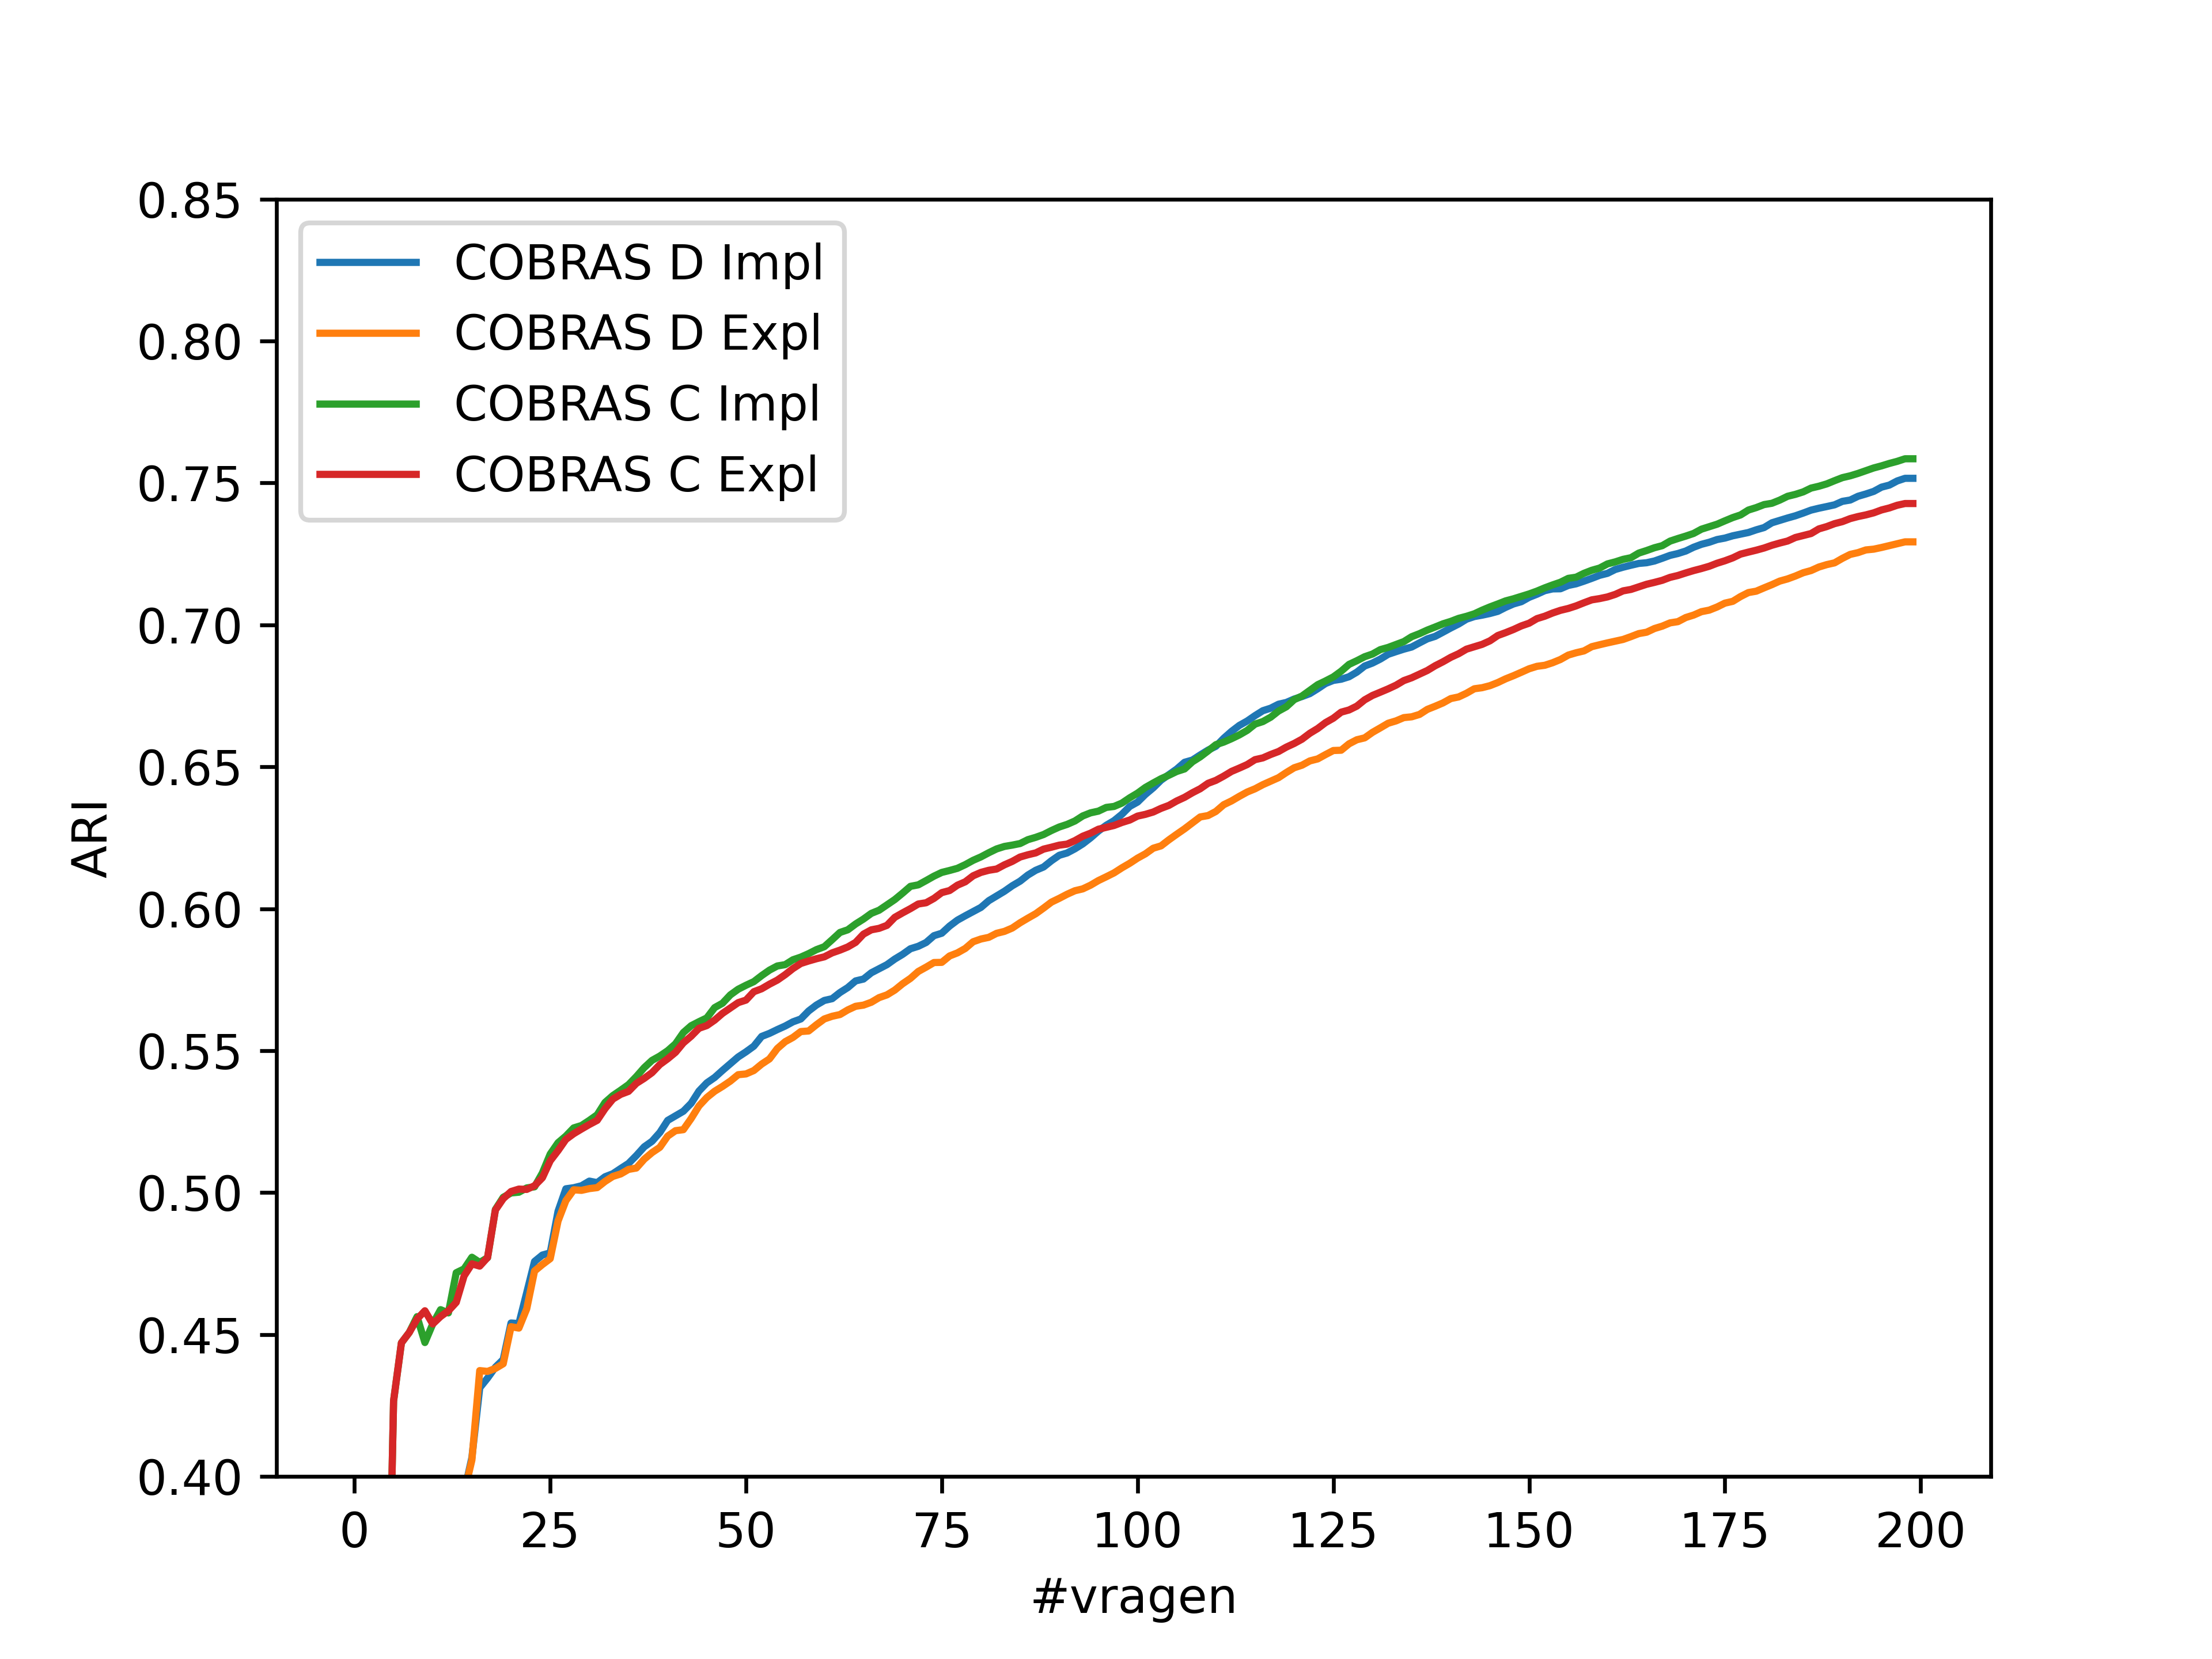 0.85
0.80
0.75
0.70
0.65
0.60
0.55
0.50
0.45
0.40
ARI
COBRAS D Impl
COBRAS D Expl
COBRAS C Impl
COBRAS C Expl
0 25 50 75 100 125 150 175 200
#vragen